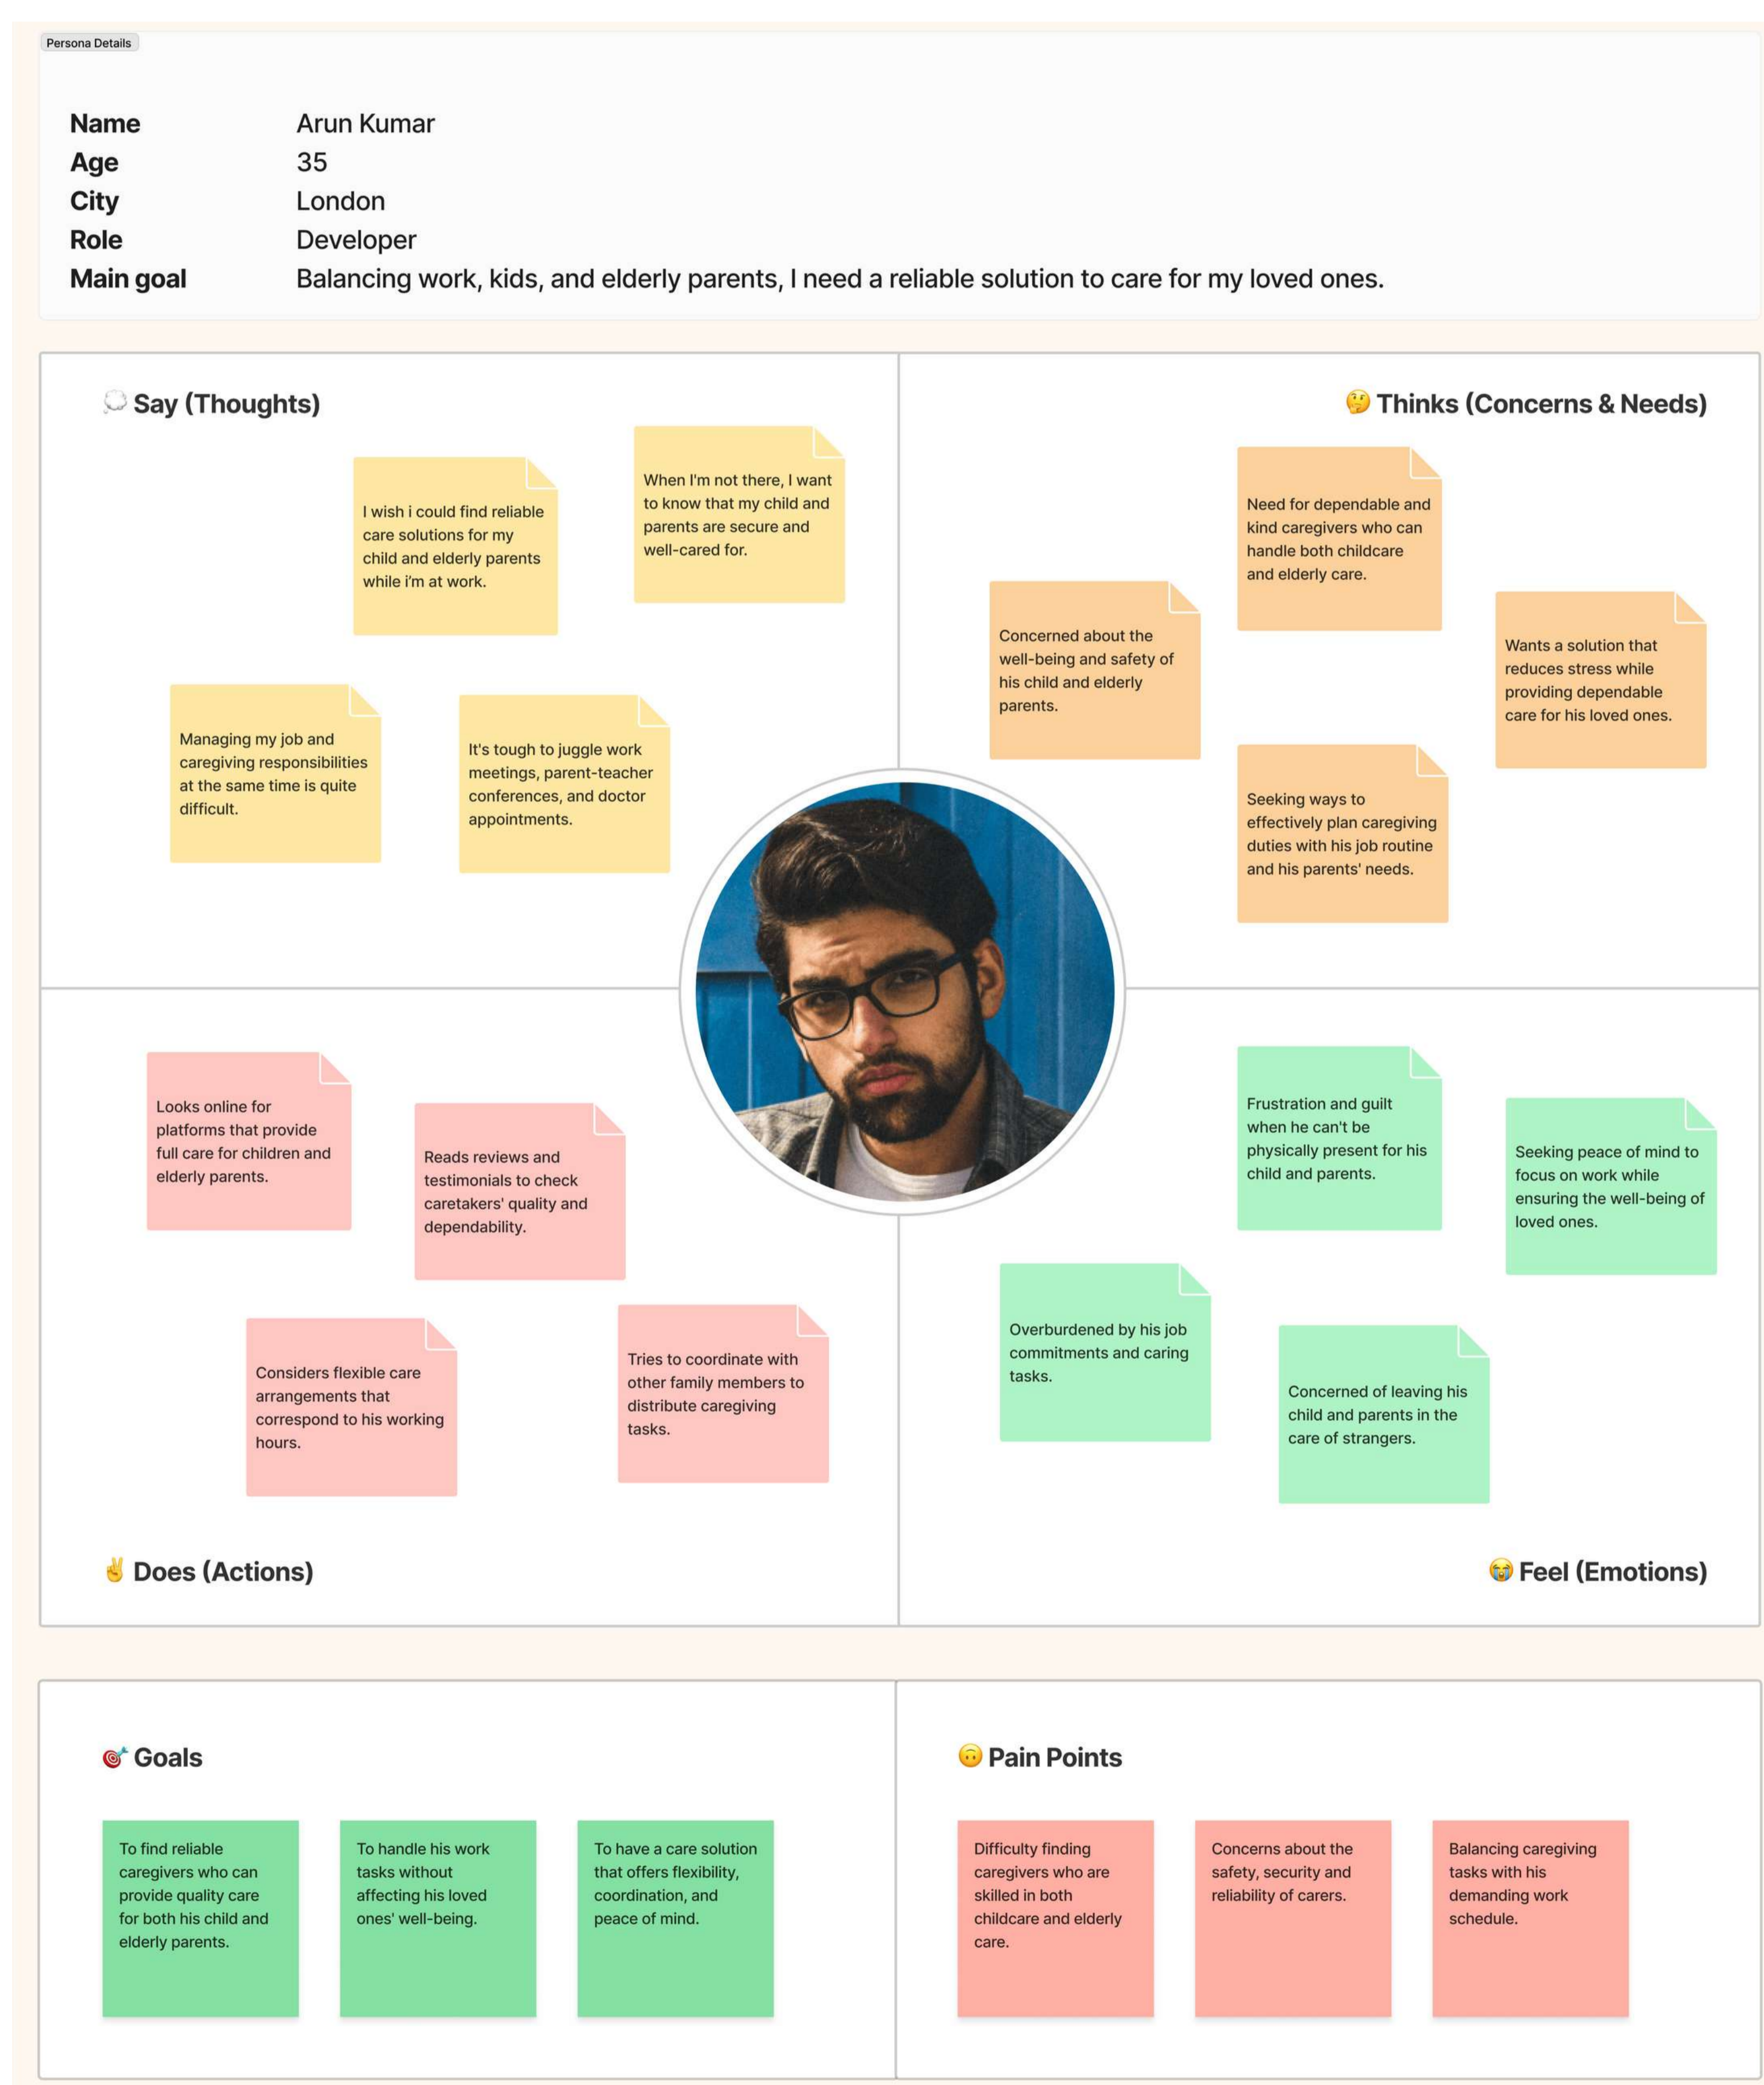 Persona Details
Name Arun Kumar
Age 35
City London
Role Developer
Main goal Balancing work, kids, and elderly parents, I need a reliable solution to care for my loved ones.
Say (Thoughts)
I wish i could find reliable
care solutions for my
child and elderly parents
while i'm at work.
When I'm not there, I want
to know that my child and
parents are secure and
well-cared for.
Managing my job and
caregiving responsibilities
at the same time is quite
difficult.
It's tough to juggle work
meetings, parent-teacher
conferences, and doctor
appointments.
Thinks (Concerns & Needs)
Need for dependable and
kind caregivers who can
handle both childcare
and elderly care.
Concerned about the
well-being and safety of
his child and elderly
parents.
Wants a solution that
reduces stress while
providing dependable
care for his loved ones.
Seeking ways to
effectively plan caregiving
duties with his job routine
and his parents' needs.
Looks online for
platforms that provide
full care for children and
elderly parents.
Reads reviews and
testimonials to check
caretakers' quality and
dependability.
Considers flexible care
arrangements that
correspond to his working
hours.
Tries to coordinate with
other family members to
distribute caregiving
tasks.
Does (Actions)
Frustration and guilt
when he can't be
physically present for his
child and parents.
Seeking peace of mind to
focus on work while
ensuring the well-being of
loved ones.
Overburdened by his job
commitments and caring
tasks.
Concerned of leaving his
child and parents in the
care of strangers.
Feel (Emotions)
Goals
To find reliable
caregivers who can
provide quality care
for both his child and
elderly parents.
To handle his work
tasks without
affecting his loved
ones' well-being.
To have a care solution
that offers flexibility,
coordination, and
peace of mind.
Pain Points
Difficulty finding
caregivers who are
skilled in both
childcare and elderly
care.
Concerns about the
safety, security and
reliability of carers.
Balancing caregiving
tasks with his
demanding work
schedule.